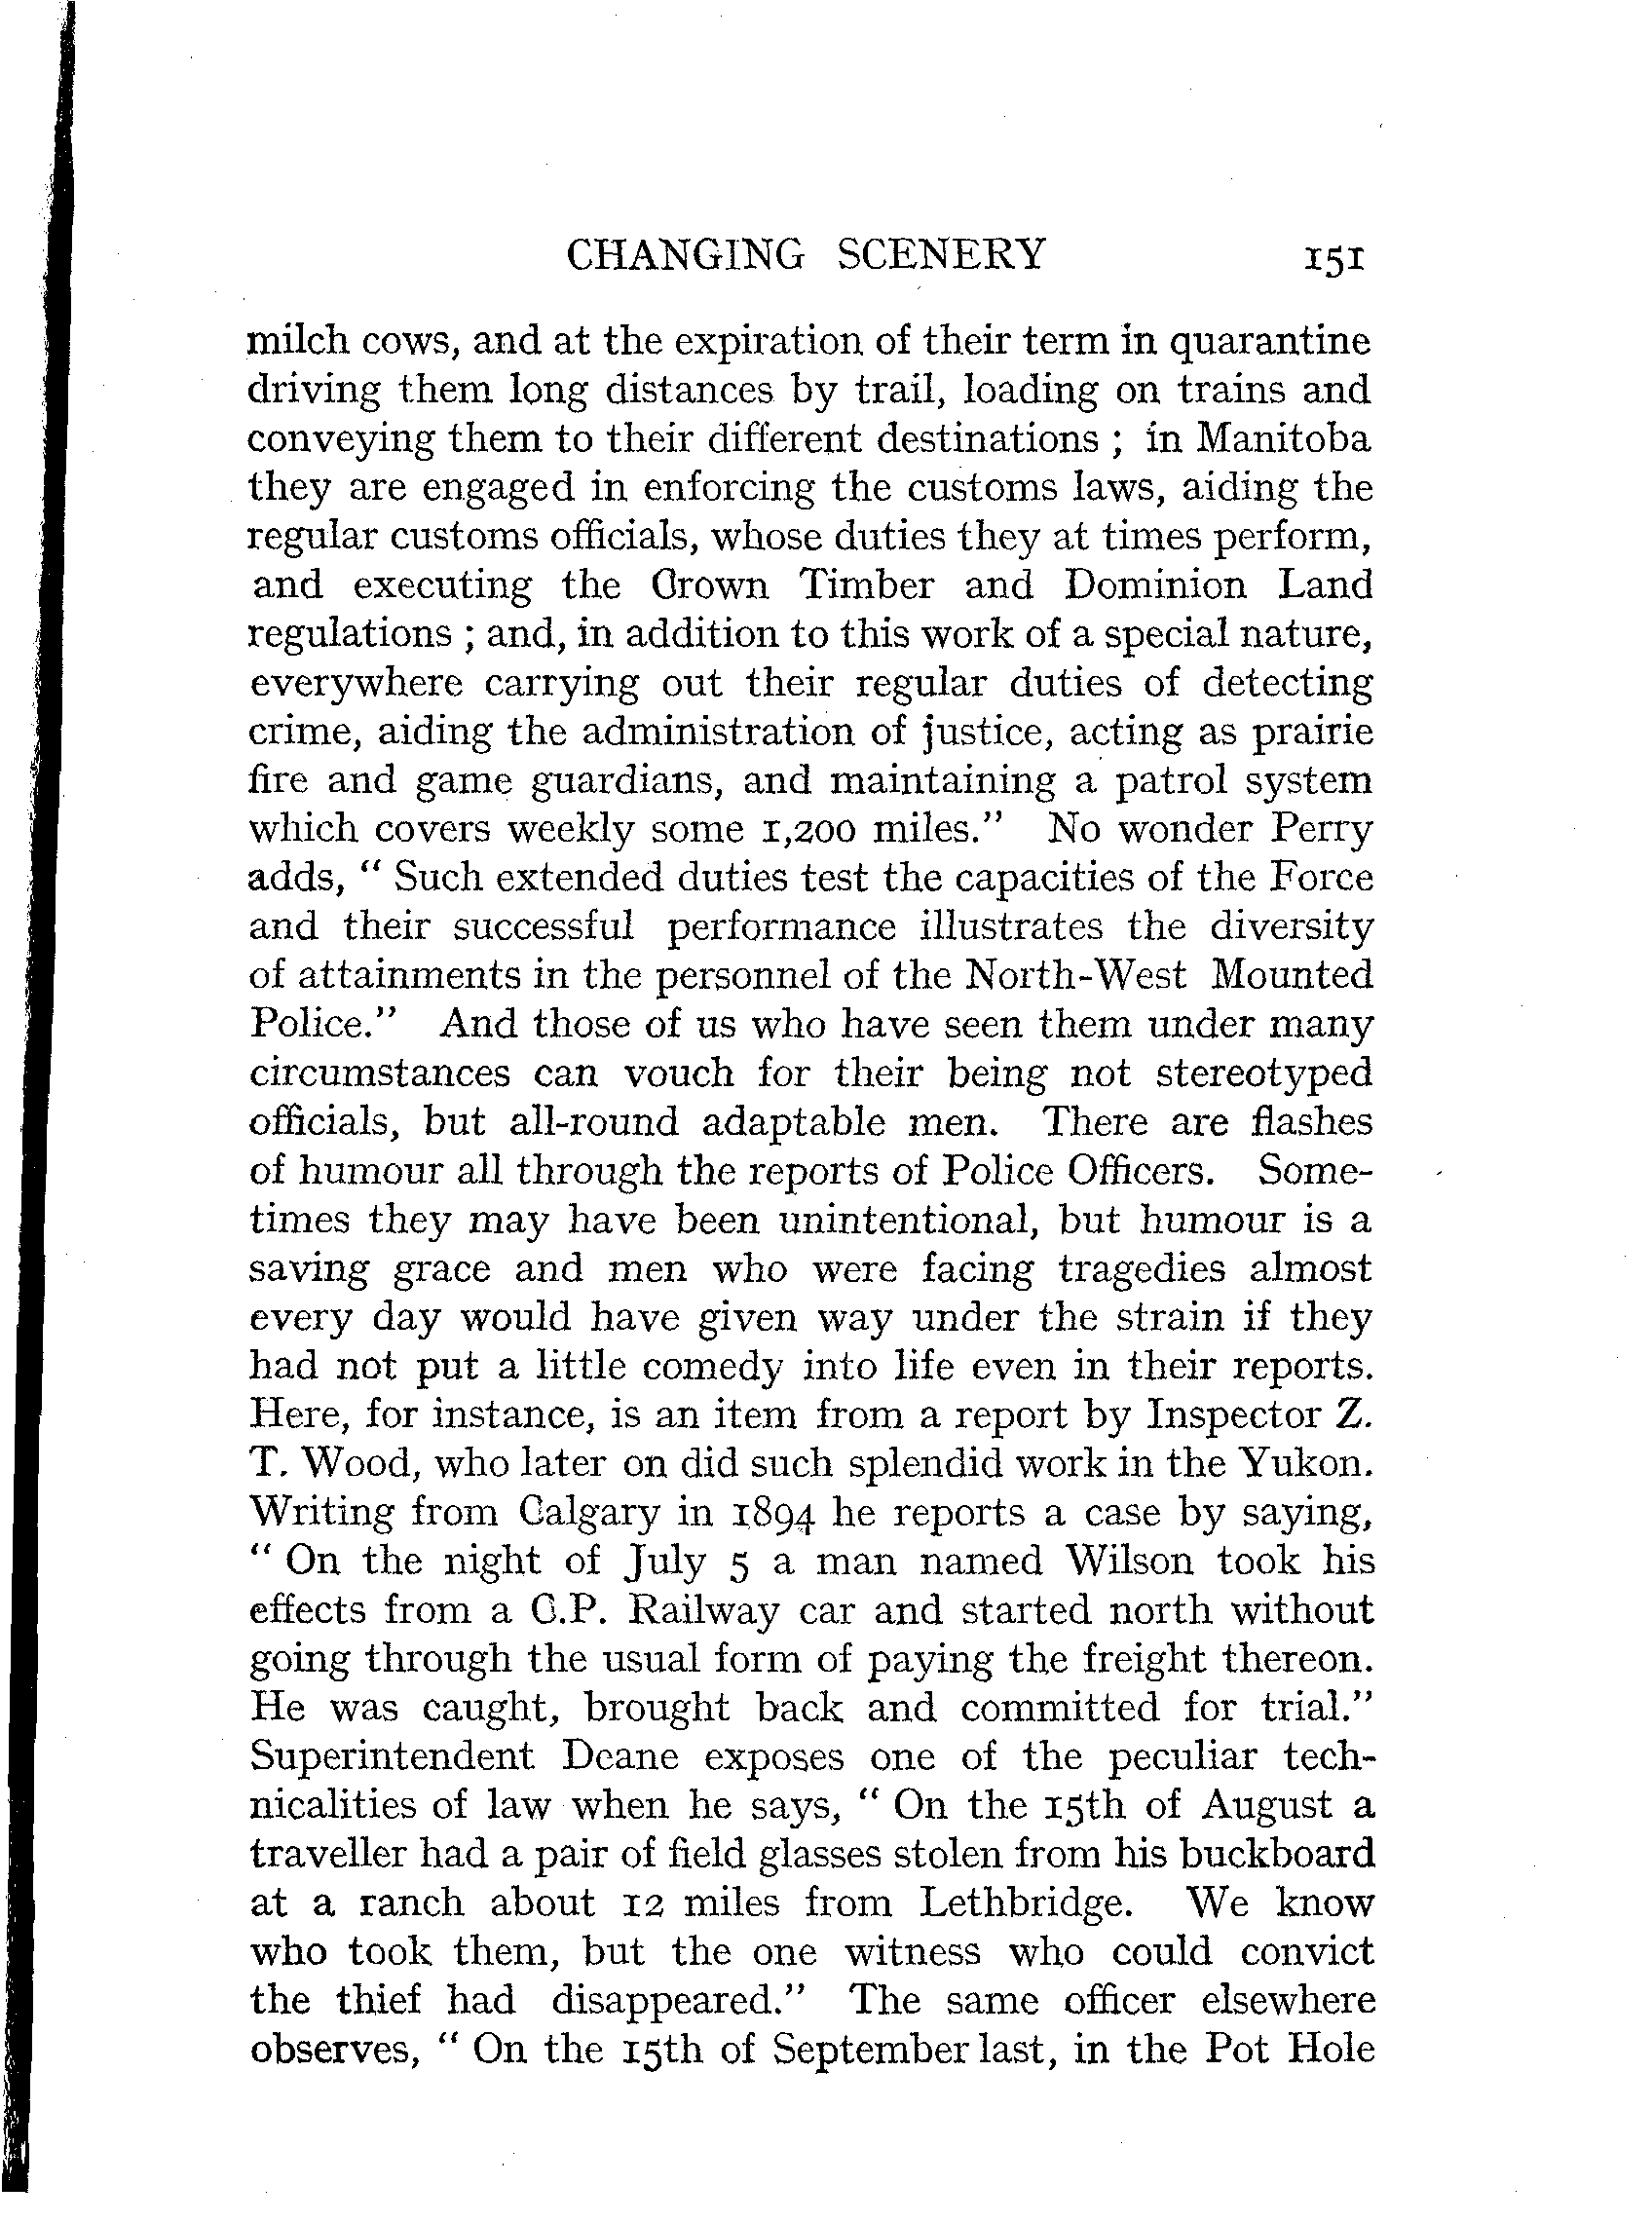 CHANGING SCENERY 151
milch cows, and at the expiration of their term in quarantine
driving them long distances by trail, loading on trains and
conveying them to their different destinations ; in Manitoba
they are engaged in enforcing the customs laws, aiding the
regular customs officials, whose duties they at times perform,
and executing the Crown Timber and Dominion Land
regulations ; and, in addition to this work of a special nature,
everywhere carrying out their regular duties of detecting
crime, aiding the administration of justice, acting as prairie
fire and game guardians, and maintaining a patrol system
which covers weekly some 1,200 miles." No wonder Perry
adds, " Such extended duties test the capacities of the Force
and their successful performance illustrates the diversity
of attainments in the personnel of the North-West Mounted
Police." And those of us who have seen them under many
circumstances can vouch for their being not stereotyped
officials, but all-round adaptable men. There are flashes
of humour all through the reports of Police Officers. Some-
times they may have been unintentional, but humour is a
saving grace and men who were facing tragedies almost
every day would have given way under the strain if they
had not put a little comedy into life even in their reports.
Here, for instance, is an item from a report by Inspector Z.
T. Wood, who later on did such splendid work in the Yukon.
Writing from Calgary in 1894 he reports a case by saying,
" On the night of July 5 a man named Wilson took his
effects from a C.P. Railway car and started north without
going through the usual form of paying the freight thereon.
He was caught, brought back and committed for trial."
Superintendent Deane exposes one of the peculiar tech-
nicalities of law when he says, " On the 15th of August a
traveller had a pair of field glasses stolen from his buckboard
at a ranch about 12 miles from Lethbridge. We know
who took them, but the one witness who could convict
the thief had disappeared." The same officer elsewhere
observes, " On the 15th of September last, in the Pot Hole